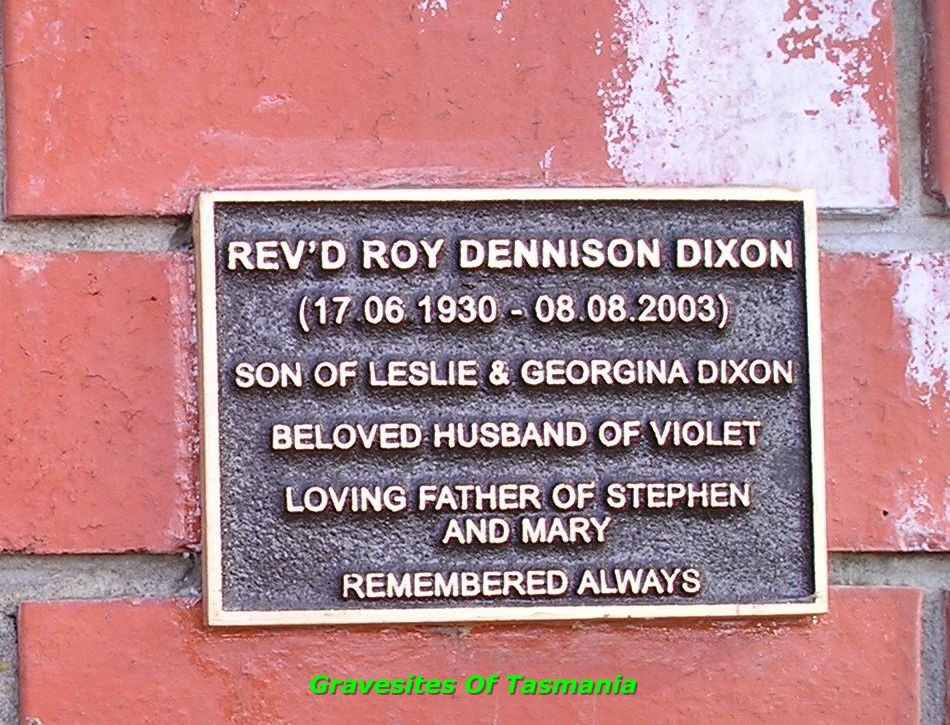 REV'D ROY DENNISON DIXON
(17.06.1930 - 08.08.2003)
SON OF LESLIE & GEORGINA DIXON
BELOVED HUSBAND OF VIOLET
LOVING FATHER OF STEPHEN
AND MARY
REMEMBERED ALWAYS
Gravesites Of Tasmania